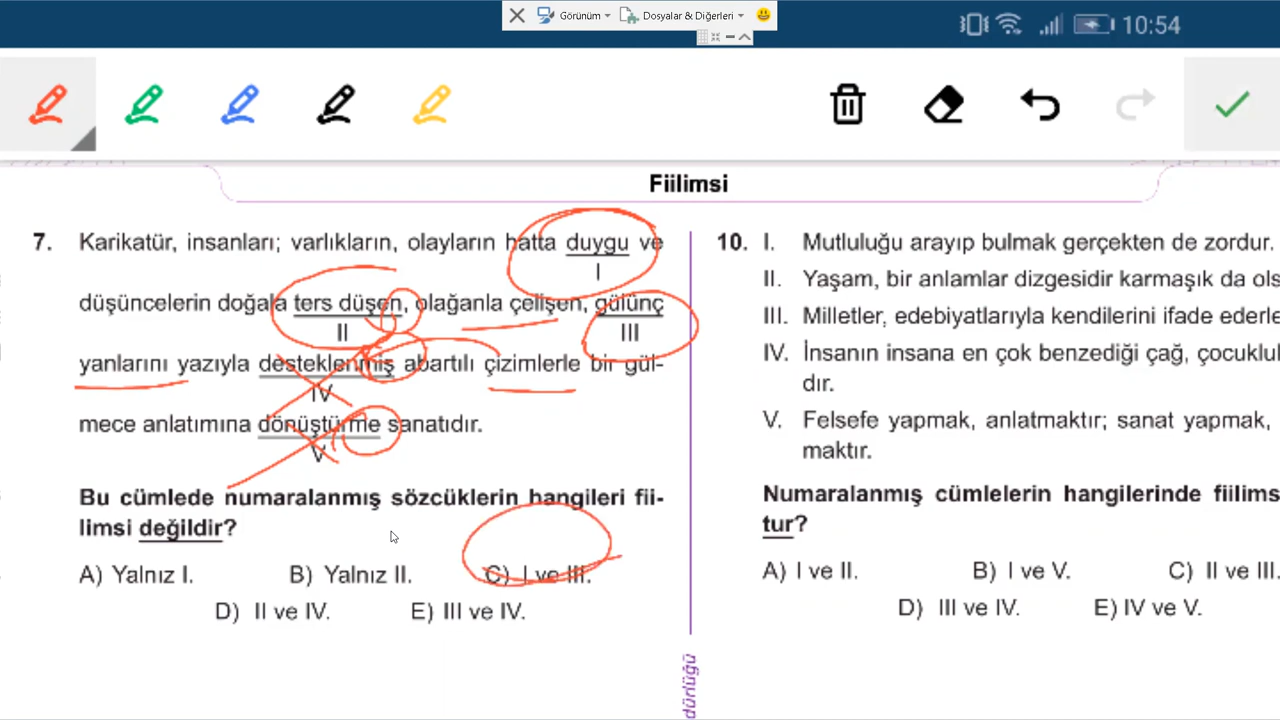 Görünüm
Dosyalar & Diğerleri
10:54
Fiilimsi
7. Karikatür, insanları; varlıkların, olayların hatta duygu ve
I
düşüncelerin doğala ters düşen, olağanla çelişen, gülünç
II III
yanlarını yazıyla desteklenmiş abartılı çizimlerle bir gül-
IV
mece anlatımına dönüştürme sanatıdır.
V
Bu cümlede numaralanmış sözcüklerin hangileri fii-
limsi değildir?
A) Yalnız I. B) Yalnız II. C) I ve III.
D) II ve IV. E) III ve IV.
10. I. Mutluluğu arayıp bulmak gerçekten de zordur.
II. Yaşam, bir anlamlar dizgesidir karmaşık da ols
III. Milletler, edebiyatlarıyla kendilerini ifade ederle
IV. İnsanın insana en çok benzediği çağ, çocuklu
dır.
V. Felsefe yapmak, anlatmaktır; sanat yapmak,
maktır.
Numaralanmış cümlelerin hangilerinde fiilims
tur?
A) I ve II. B) I ve V. C) II ve III.
D) III ve IV. E) IV ve V.